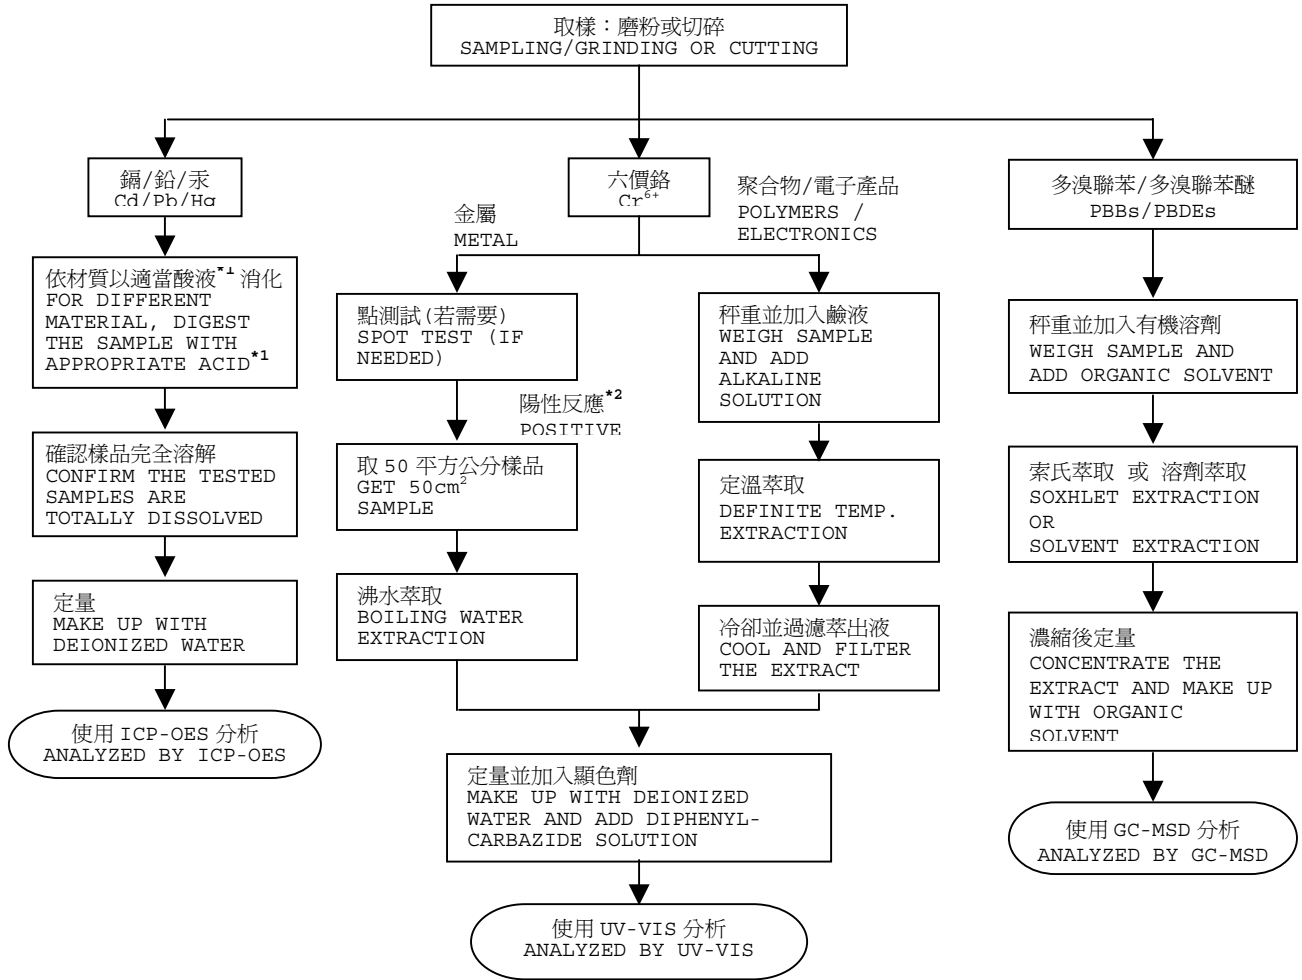 取樣：磨粉或切碎
SAMPLING/GRINDING OR CUTTING
鎘/鉛/汞
Cd/Pb/Hg
依材質以適當酸液*1 消化
FOR DIFFERENT
MATERIAL, DIGEST
THE SAMPLE WITH
APPROPRIATE ACID*1
確認樣品完全溶解
CONFIRM THE TESTED
SAMPLES ARE
TOTALLY DISSOLVED
定量
MAKE UP WITH
DEIONIZED WATER
使用 ICP-OES 分析
ANALYZED BY ICP-OES
六價鉻
Cr6+
金屬
METAL
點測試(若需要)
SPOT TEST (IF
NEEDED)
陽性反應*2
POSITIVE
取 50 平方公分樣品
GET 50cm2
SAMPLE
沸水萃取
BOILING WATER
EXTRACTION
聚合物/電子產品
POLYMERS /
ELECTRONICS
秤重並加入鹼液
WEIGH SAMPLE
AND ADD
ALKALINE
SOLUTION
定溫萃取
DEFINITE TEMP.
EXTRACTION
冷卻並過濾萃出液
COOL AND FILTER
THE EXTRACT
定量並加入顯色劑
MAKE UP WITH DEIONIZED
WATER AND ADD DIPHENYL-
CARBAZIDE SOLUTION
使用 UV-VIS 分析
ANALYZED BY UV-VIS
多溴聯苯/多溴聯苯醚
PBBs/PBDEs
秤重並加入有機溶劑
WEIGH SAMPLE AND
ADD ORGANIC SOLVENT
索氏萃取 或 溶劑萃取
SOXHLET EXTRACTION
OR
SOLVENT EXTRACTION
濃縮後定量
CONCENTRATE THE
EXTRACT AND MAKE UP
WITH ORGANIC
SOLVENT
使用 GC-MSD 分析
ANALYZED BY GC-MSD